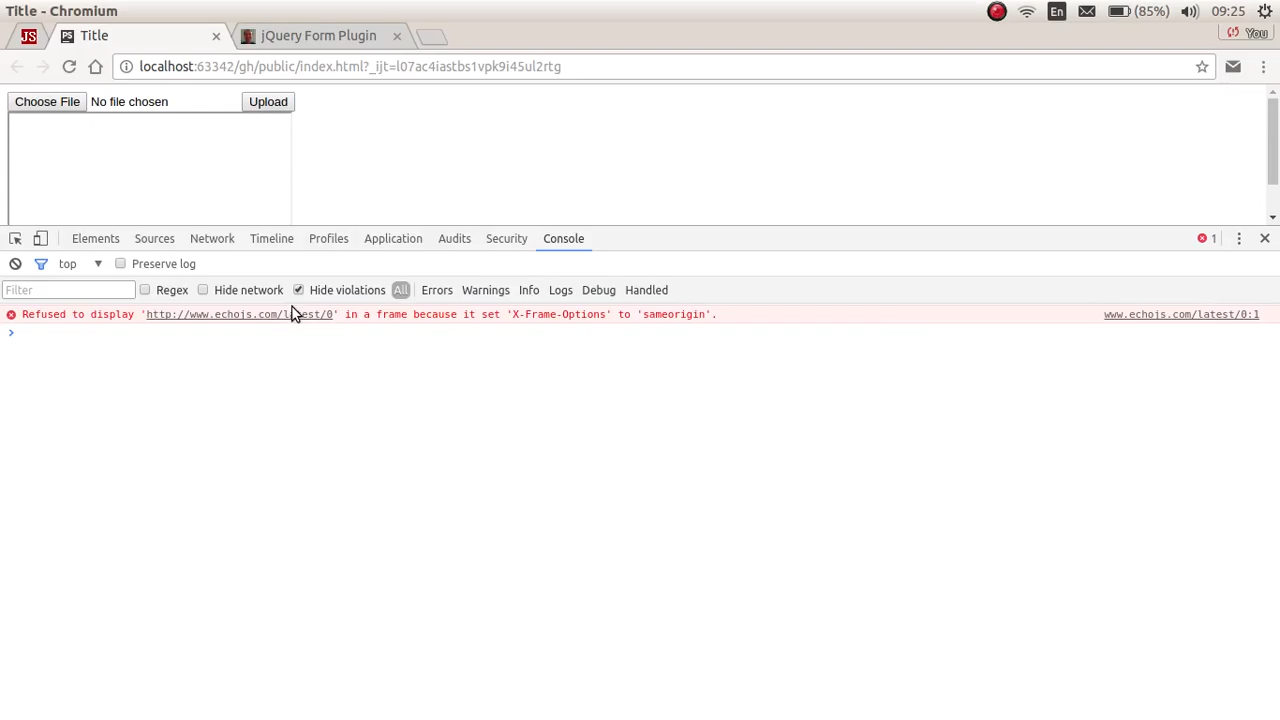 Title - Chromium
En
(85%)
09:25
JS
PS
Title
jQuery Form Plugin
You
localhost:63342/gh/public/index.html?_ijt=l07ac4iastbs1vpk9i45ul2rtg
Choose File No file chosen Upload
Elements Sources Network Timeline Profiles Application Audits Security Console 1
top Preserve log
Filter Regex Hide network Hide violations All Errors Warnings Info Logs Debug Handled
Refused to display 'http://www.echojs.com/latest/0' in a frame because it set 'X-Frame-Options' to 'sameorigin'. www.echojs.com/latest/0:1